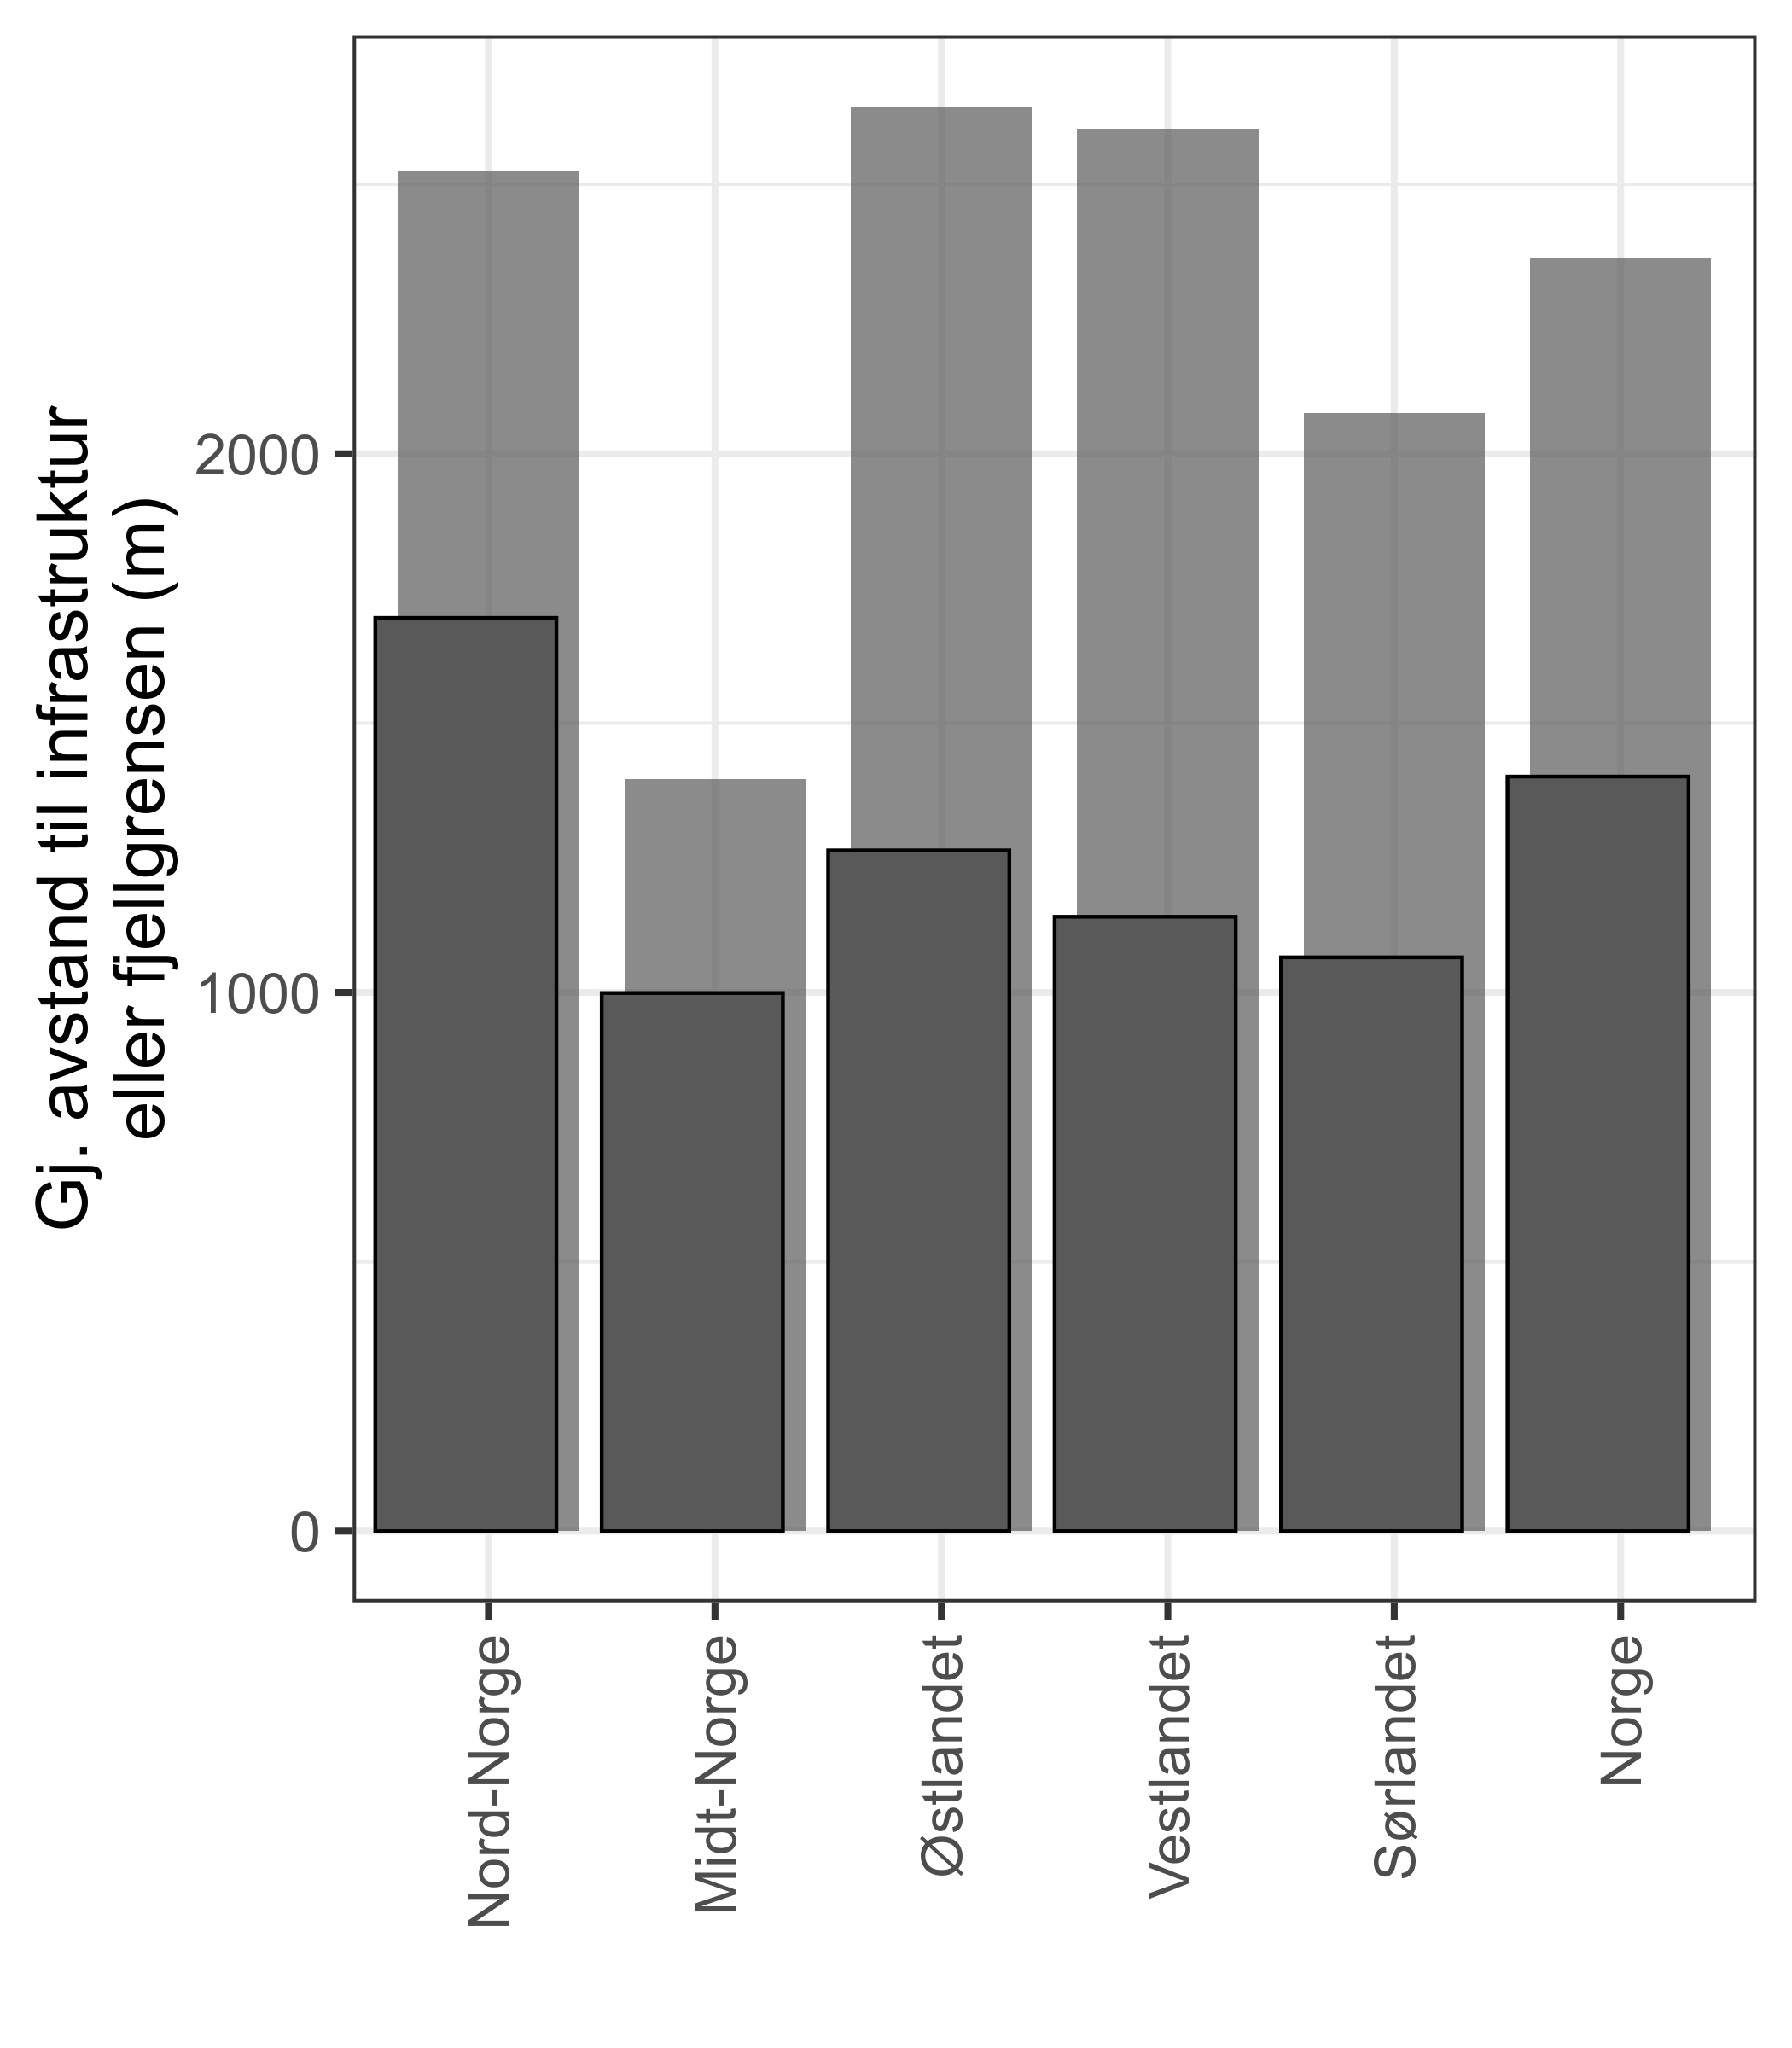 Gj. avstand til infrastruktur
eller fjellgrensen (m)
2000
1000
0
Nord-Norge
Midt-Norge
Østlandet
Vestlandet
Sørlandet
Norge